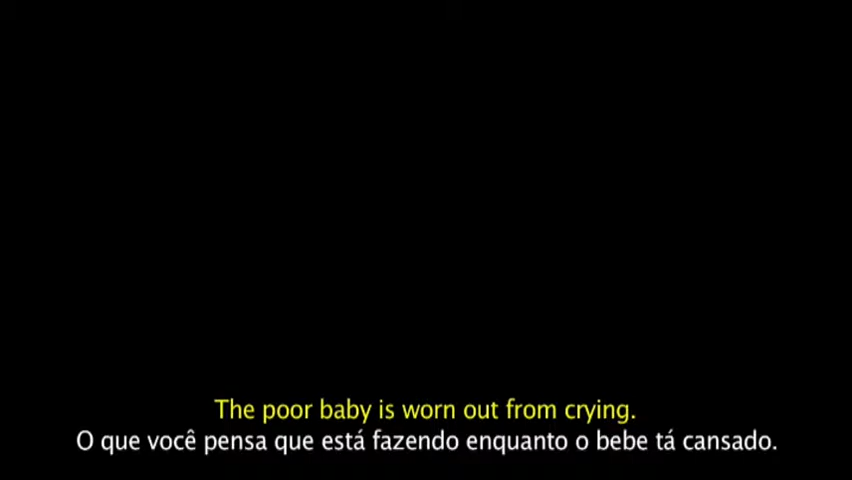 The poor baby is worn out from crying.
O que você pensa que está fazendo enquanto o bebe tá cansado.